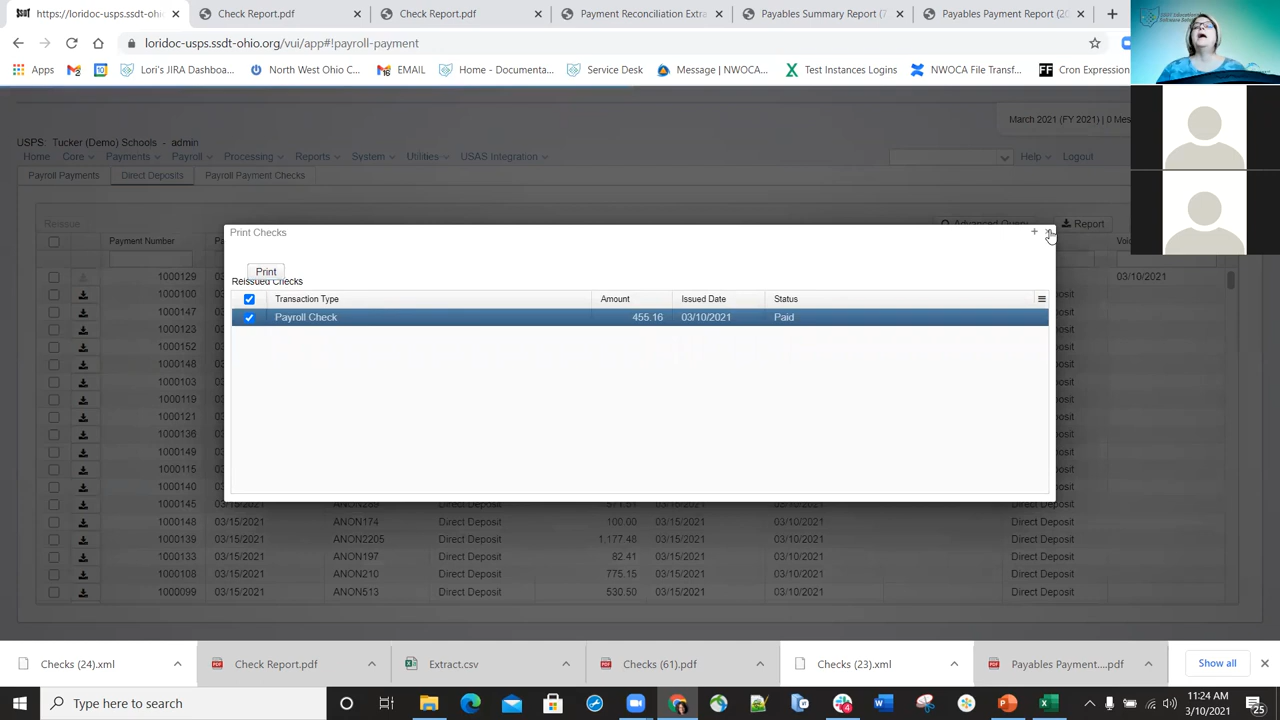 https://loridoc-usps.ssdt-ohio.org/ Check Report.pdf Check Report.pdf Payment Reconciliation Extra Payables Summary Report (7 Payables Payment Report (20
loridoc-usps.ssdt-ohio.org/vui/app#!payroll-payment
Apps Lori's JIRA Dashboa... North West Ohio C... EMAIL Home - Documenta... Service Desk Message | NWOCA... Test Instances Logins NWOCA File Transf... Cron Expression
March 2021 (FY 2021) | 0 Mes
USPS: Tucker (Demo) Schools - admin
Home Core Payments Payroll Processing Reports System Utilities USAS Integration Help Logout
Payroll Payments Direct Deposits Payroll Payment Checks
Reissue Advanced Query Report
Print Checks
Payment Number
Print
Reissued Checks
Transaction Type Amount Issued Date Status
Payroll Check 455.16 03/10/2021 Paid
1000129 03/10/2021
1000100
1000147
1000123
1000122
1000148
1000103
1000119
1000121
1000136
1000149
1000115
1000140
1000145
1000148 03/15/2021 ANON174 Direct Deposit 100.00 03/15/2021 03/10/2021 Direct Deposit
1000139 03/15/2021 ANON2205 Direct Deposit 1,177.48 03/15/2021 03/10/2021 Direct Deposit
1000133 03/15/2021 ANON197 Direct Deposit 82.41 03/15/2021 03/10/2021 Direct Deposit
1000108 03/15/2021 ANON210 Direct Deposit 775.15 03/15/2021 03/10/2021 Direct Deposit
1000099 03/15/2021 ANON513 Direct Deposit 530.50 03/15/2021 03/10/2021 Direct Deposit
Checks (24).xml Check Report.pdf Extract.csv Checks (61).pdf Checks (23).xml Payables Payment....pdf Show all
Type here to search
11:24 AM
3/10/2021
25